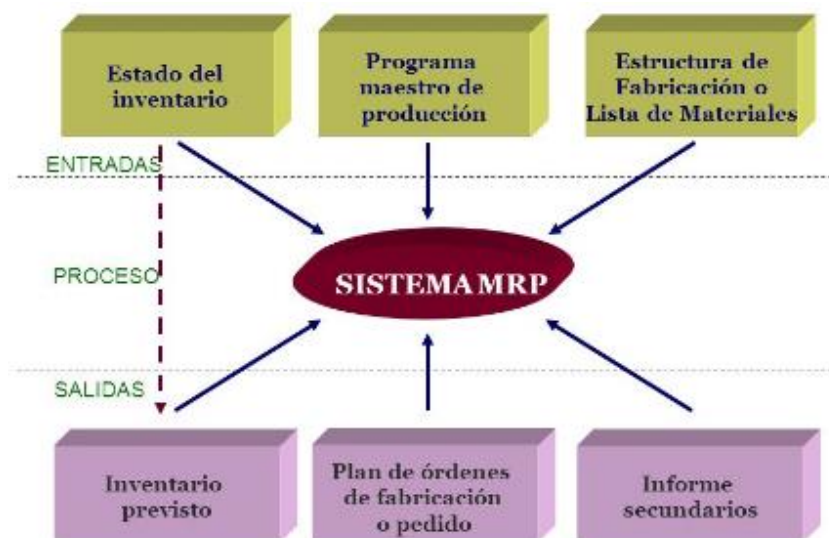 Estado del
inventario
Programa
maestro de
producción
Estructura de
Fabricación o
Lista de Materiales
ENTRADAS
PROCESO
SISTEMA MRP
SALIDAS
Inventario
previsto
Plan de órdenes
de fabricación
o pedido
Informe
secundarios